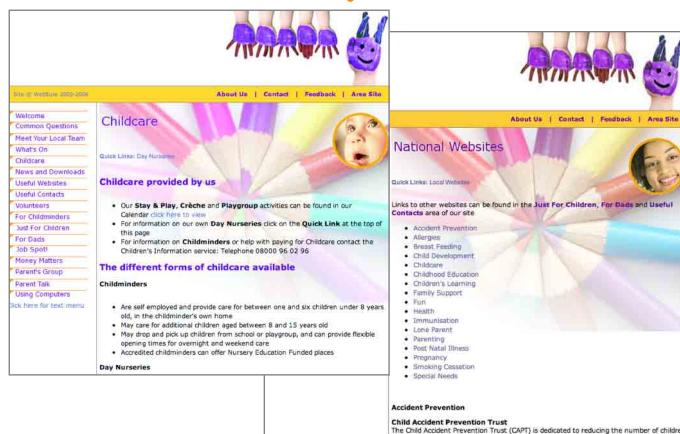 Site © WebSure 2002-2006
About Us | Contact | Feedback | Area Site
Welcome
Common Questions
Meet Your Local Team
What's On
Childcare
News and Downloads
Useful Websites
Useful Contacts
Volunteers
For Childminders
Just For Children
For Dads
Job Spot!
Money Matters
Parent's Group
Parent Talk
Using Computers
Click here for text menu
Childcare
Quick Links: Day Nurseries
Childcare provided by us
• Our Stay & Play, Crèche and Playgroup activities can be found in our
Calendar click here to view
• For information on our own Day Nurseries click on the Quick Link at the top of
this page
• For information on Childminders or help with paying for Childcare contact the
Children's Information service: Telephone 08000 96 02 96
The different forms of childcare available
Childminders
• Are self employed and provide care for between one and six children under 8 years
old, in the childminder's own home
• May care for additional children aged between 8 and 15 years old
• May drop and pick up children from school or playgroup, and can provide flexible
opening times for overnight and weekend care
• Accredited childminders can offer Nursery Education Funded places
Day Nurseries
About Us | Contact | Feedback | Area Site
National Websites
Quick Links: Local Websites
Links to other websites can be found in the Just For Children, For Dads and Useful
Contacts area of our site
• Accident Prevention
• Allergies
• Breast Feeding
• Child Development
• Childcare
• Childhood Education
• Children's Learning
• Family Support
• Fun
• Health
• Immunisation
• Lone Parent
• Parenting
• Post Natal Illness
• Pregnancy
• Smoking Cessation
• Special Needs
Accident Prevention
Child Accident Prevention Trust
The Child Accident Prevention Trust (CAPT) is dedicated to reducing the number of childre